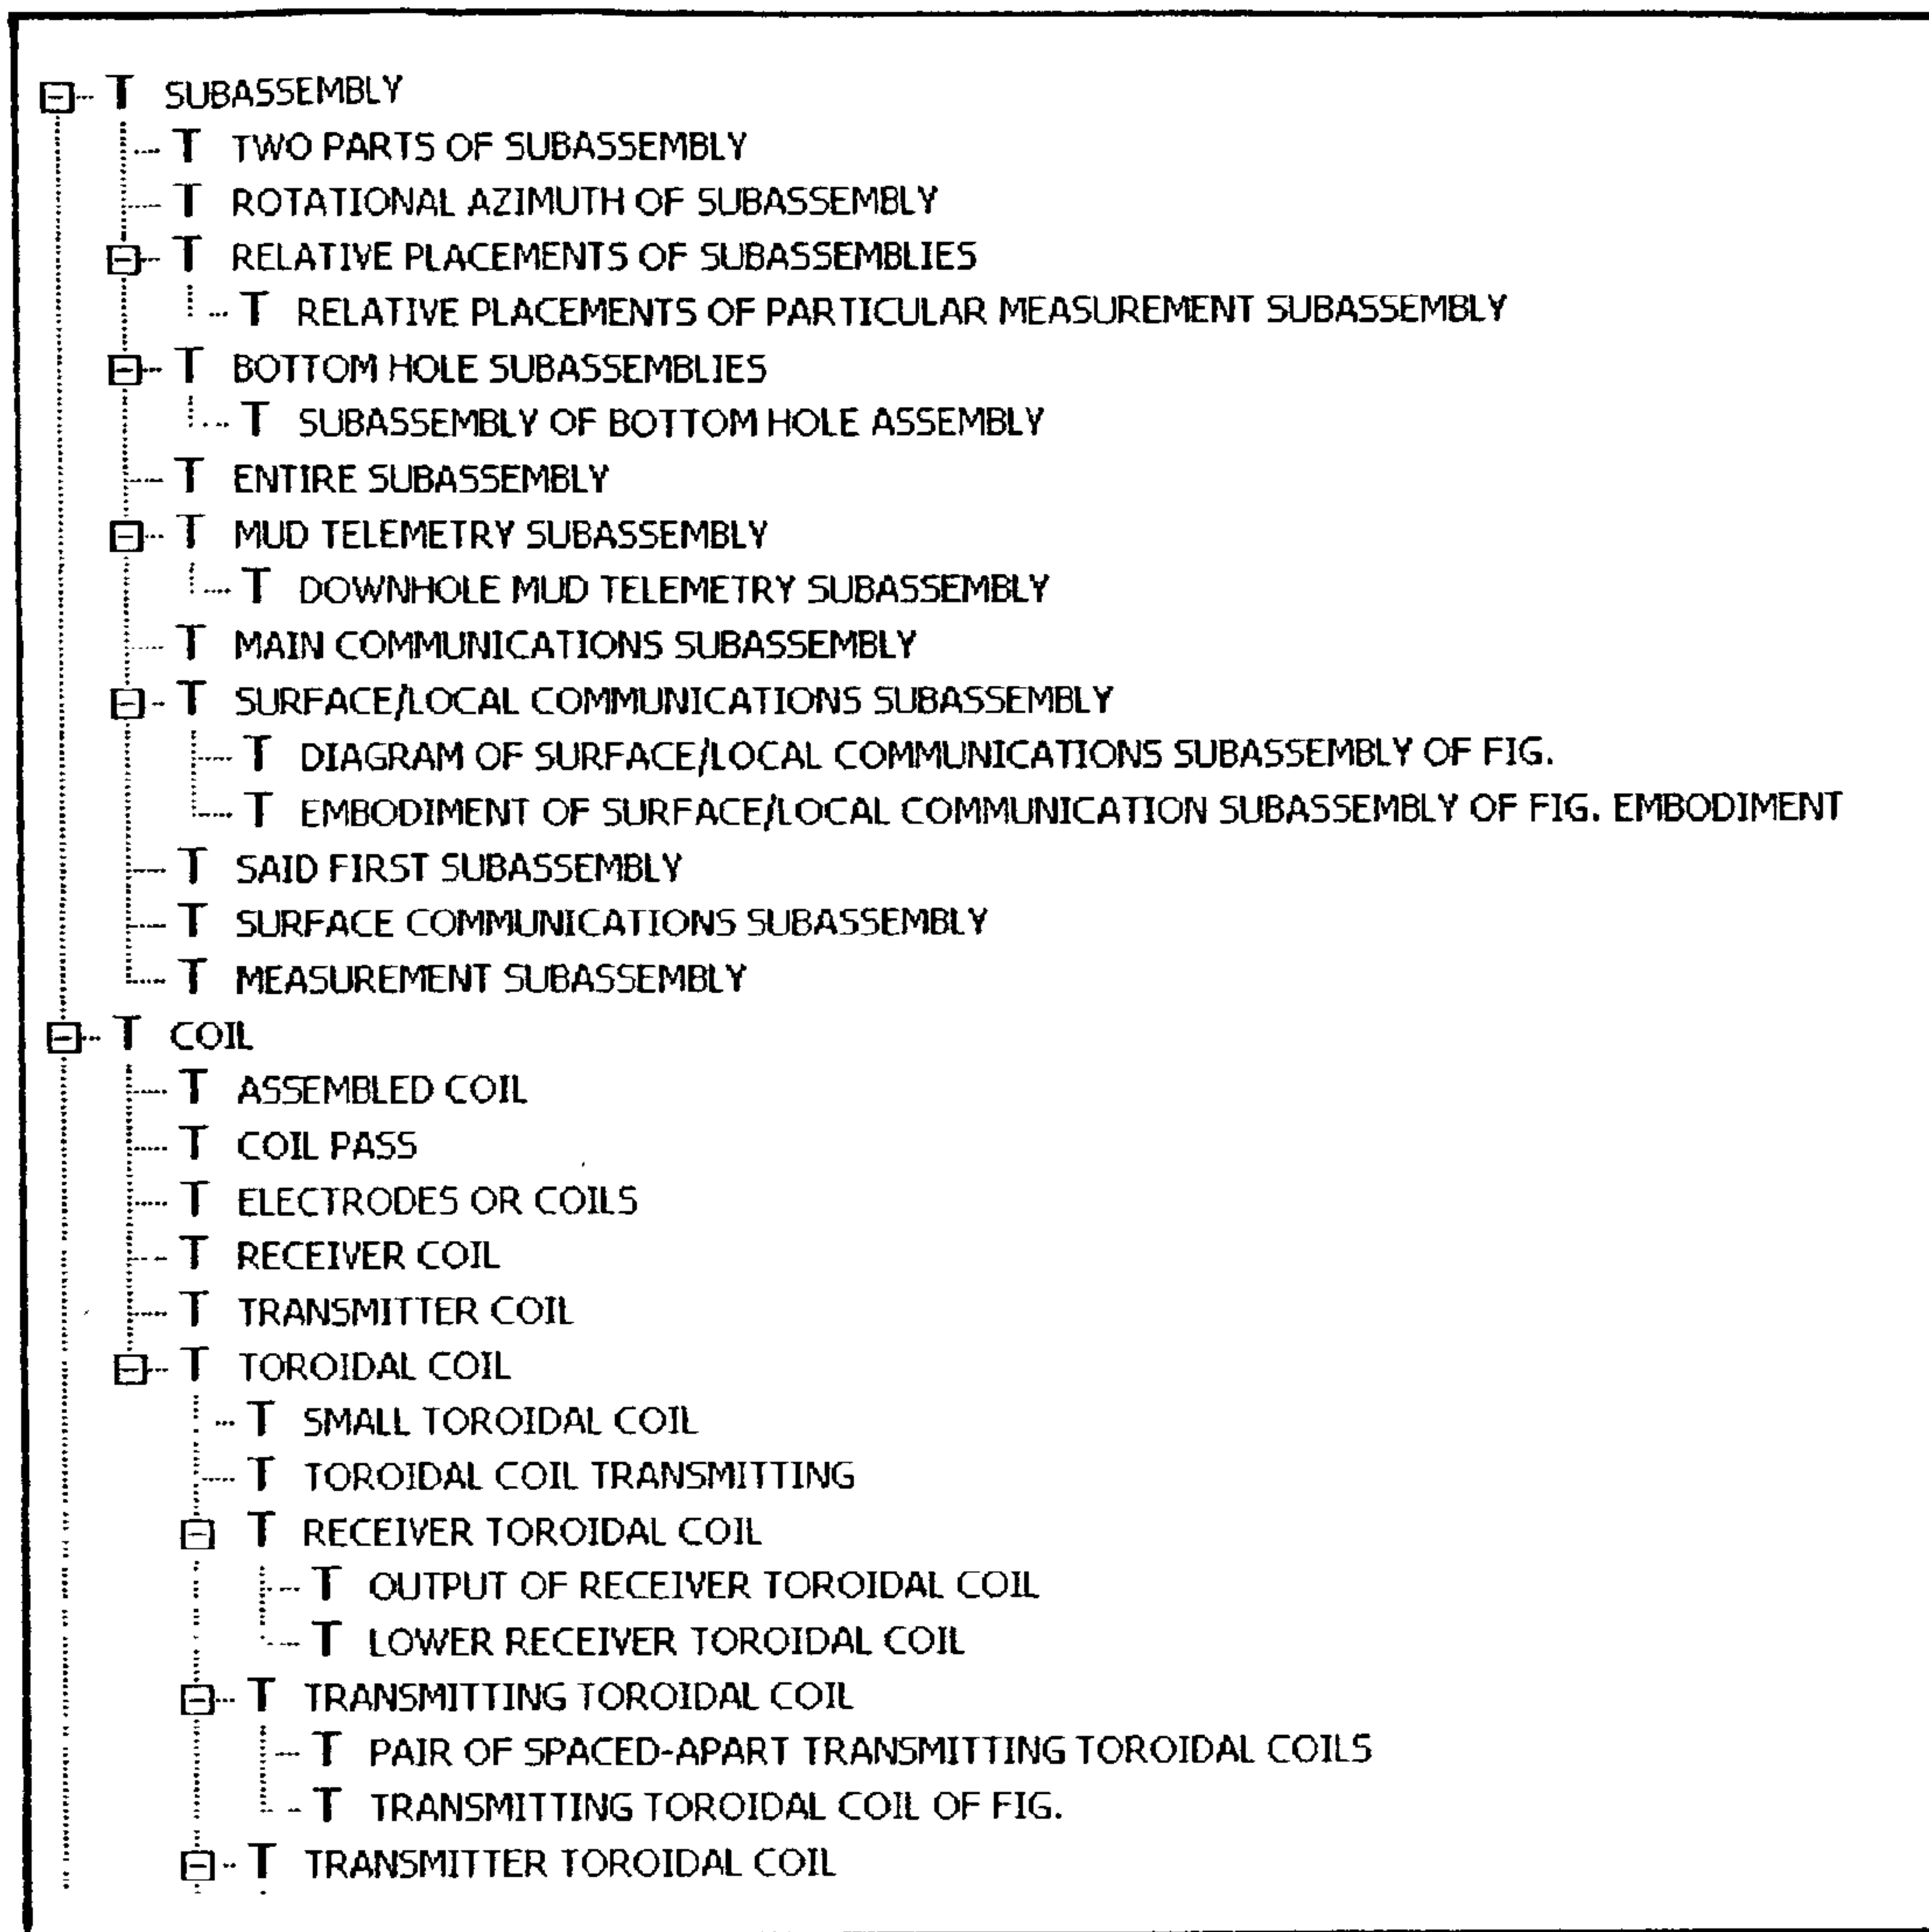 T SUBASSEMBLY
T TWO PARTS OF SUBASSEMBLY
T ROTATIONAL AZIMUTH OF SUBASSEMBLY
T RELATIVE PLACEMENTS OF SUBASSEMBLIES
T RELATIVE PLACEMENTS OF PARTICULAR MEASUREMENT SUBASSEMBLY
T BOTTOM HOLE SUBASSEMBLIES
T SUBASSEMBLY OF BOTTOM HOLE ASSEMBLY
T ENTIRE SUBASSEMBLY
T MUD TELEMETRY SUBASSEMBLY
T DOWNHOLE MUD TELEMETRY SUBASSEMBLY
T MAIN COMMUNICATIONS SUBASSEMBLY
T SURFACE/LOCAL COMMUNICATIONS SUBASSEMBLY
T DIAGRAM OF SURFACE/LOCAL COMMUNICATIONS SUBASSEMBLY OF FIG.
T EMBODIMENT OF SURFACE/LOCAL COMMUNICATION SUBASSEMBLY OF FIG. EMBODIMENT
T SAID FIRST SUBASSEMBLY
T SURFACE COMMUNICATIONS SUBASSEMBLY
T MEASUREMENT SUBASSEMBLY
T COIL
T ASSEMBLED COIL
T COIL PASS
T ELECTRODES OR COILS
T RECEIVER COIL
T TRANSMITTER COIL
T TOROIDAL COIL
T SMALL TOROIDAL COIL
T TOROIDAL COIL TRANSMITTING
T RECEIVER TOROIDAL COIL
T OUTPUT OF RECEIVER TOROIDAL COIL
T LOWER RECEIVER TOROIDAL COIL
T TRANSMITTING TOROIDAL COIL
T PAIR OF SPACED-APART TRANSMITTING TOROIDAL COILS
T TRANSMITTING TOROIDAL COIL OF FIG.
T TRANSMITTER TOROIDAL COIL